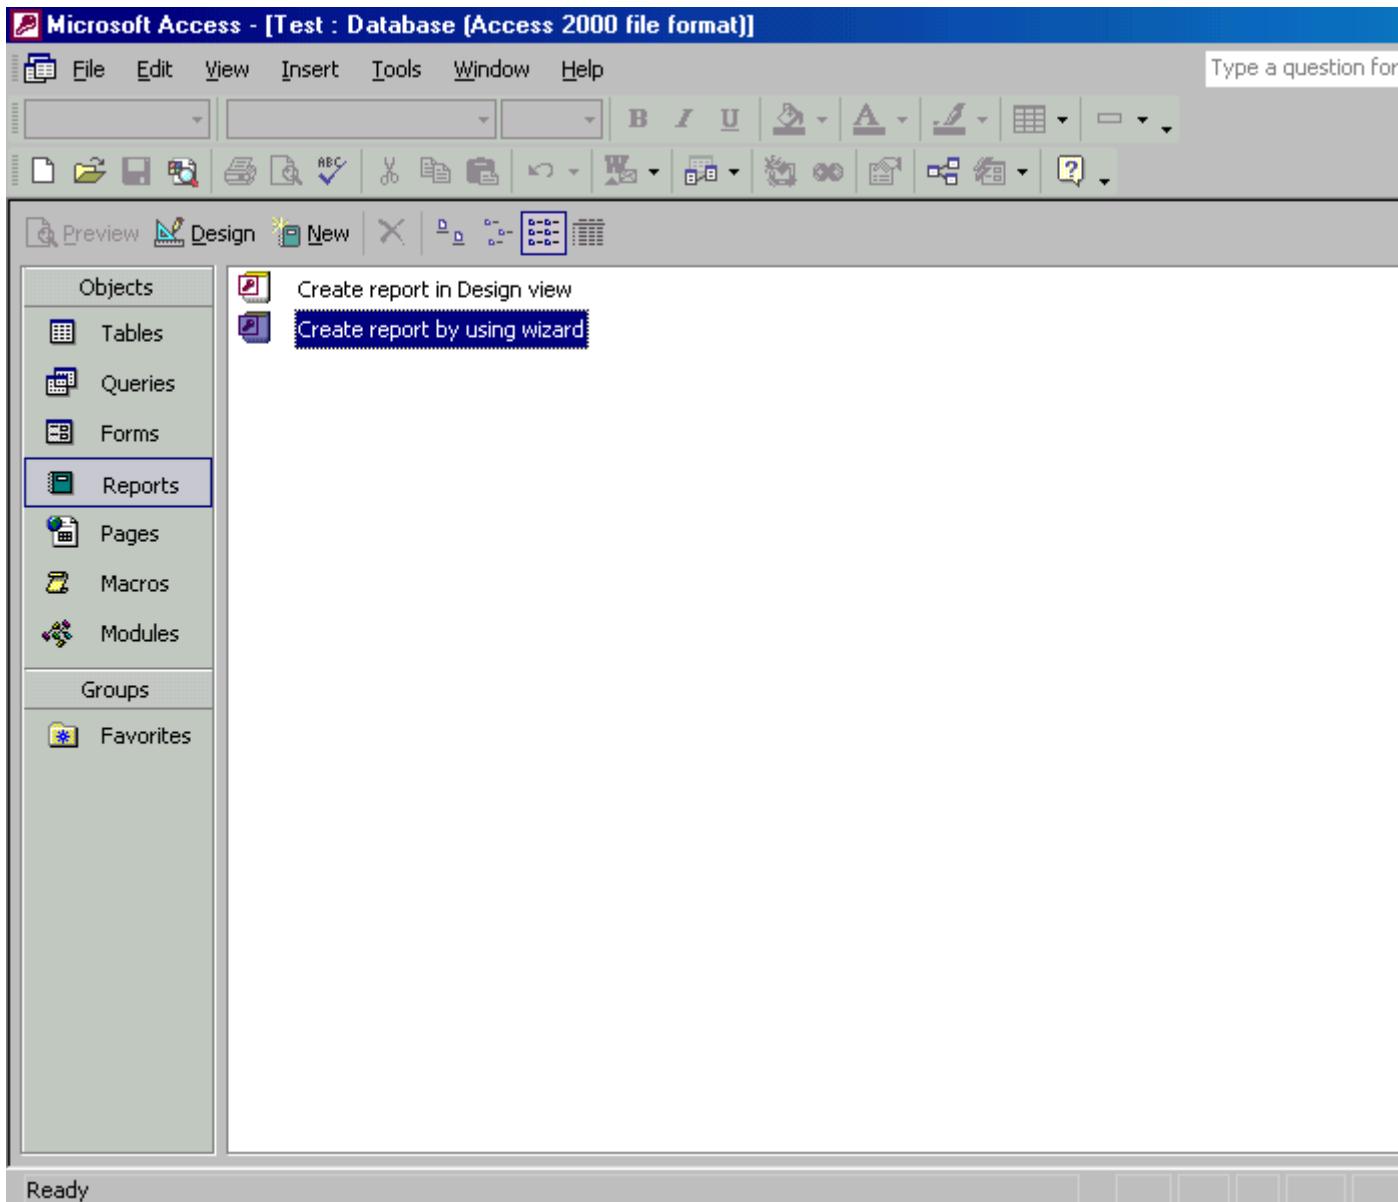 Microsoft Access - [Test : Database (Access 2000 file format)]
File Edit View Insert Tools Window Help Type a question for
B I U A
ABC W ?
Preview Design New
Objects
Create report in Design view
Create report by using wizard
Tables
Queries
Forms
Reports
Pages
Macros
Modules
Groups
Favorites
Ready